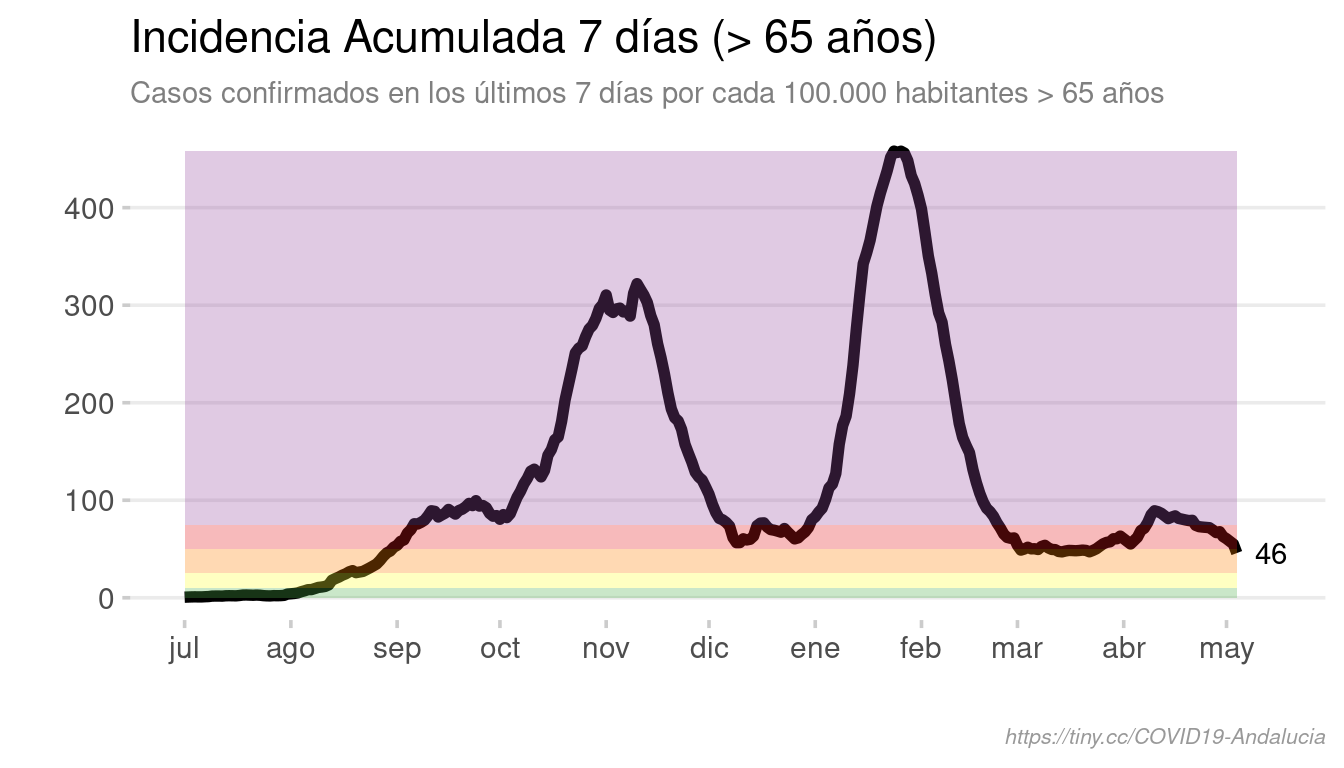 Incidencia Acumulada 7 días (> 65 años)
Casos confirmados en los últimos 7 días por cada 100.000 habitantes > 65 años
400
300
200
100
0
46
jul ago sep oct nov dic ene feb mar abr may
https://tiny.cc/COVID19-Andalucia